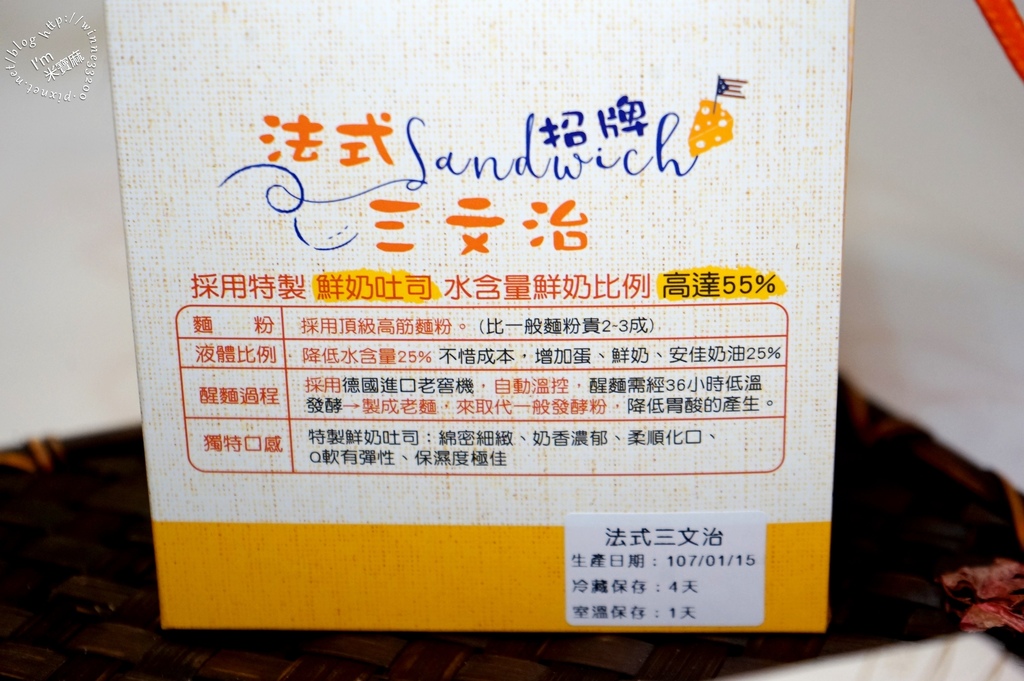 http://winne33200.pixnet.net/blog
I'm
米寶麻
法式 Sandwich 招牌
三文治
採用特製 鮮奶吐司 水含量鮮奶比例 高達55%
麵粉 採用頂級高筋麵粉。(比一般麵粉貴2-3成)
液體比例 降低水含量25% 不惜成本，增加蛋、鮮奶、安佳奶油25%
醒麵過程 採用德國進口老窖機，自動溫控，醒麵需經36小時低溫
發酵→製成老麵，來取代一般發酵粉，降低胃酸的產生。
獨特口感 特製鮮奶吐司：綿密細緻、奶香濃郁、柔順化口、
Q軟有彈性、保濕度極佳
法式三文治
生產日期：107/01/15
冷藏保存：4天
室溫保存：1天